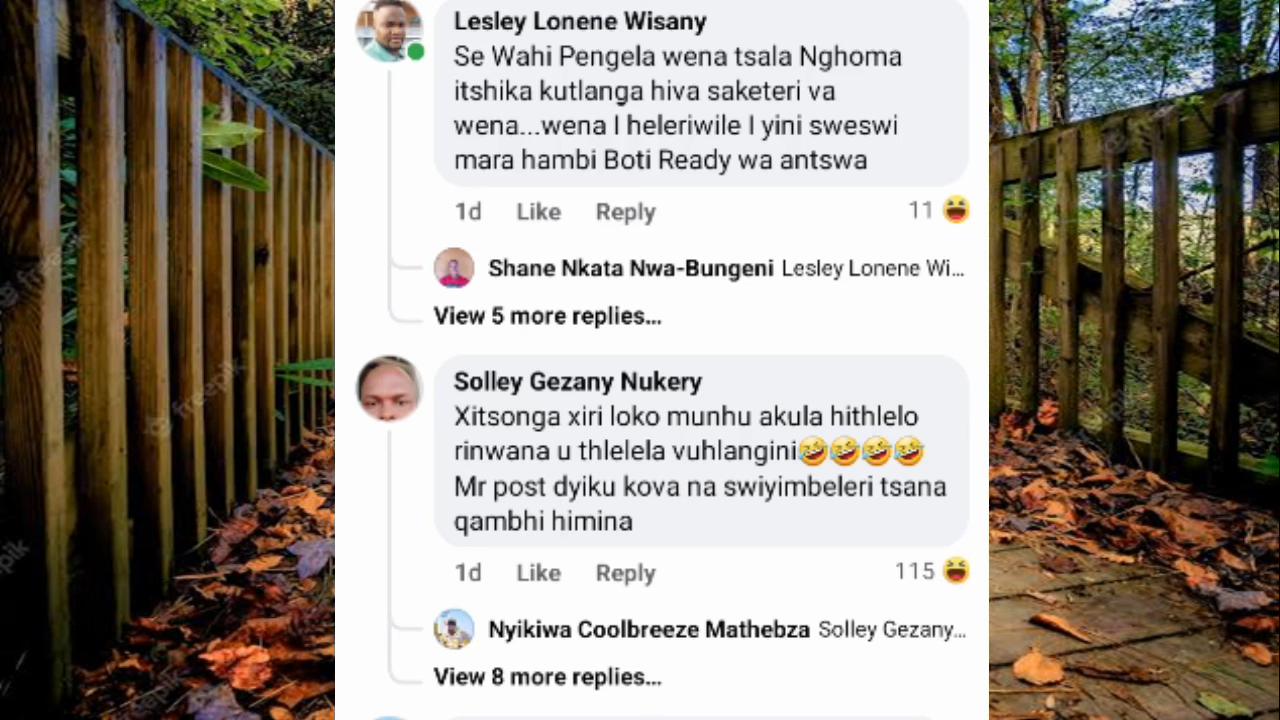 Lesley Lonene Wisany
Se Wahi Pengela wena tsala Nghoma
itshika kutlanga hiva saketeri va
wena...wena I heleriwile I yini sweswi
mara hambi Boti Ready wa antswa
1d Like Reply 11 😆
Shane Nkata Nwa-Bungeni Lesley Lonene Wi...
View 5 more replies...
Solley Gezany Nukery
Xitsonga xiri loko munhu akula hithlelo
rinwana u thlelela vuhlangini🤣🤣🤣🤣
Mr post dyiku kova na swiyimbeleri tsana
qambhi himina
1d Like Reply 115 😆
Nyikiwa Coolbreeze Mathebza Solley Gezany...
View 8 more replies...
freepik